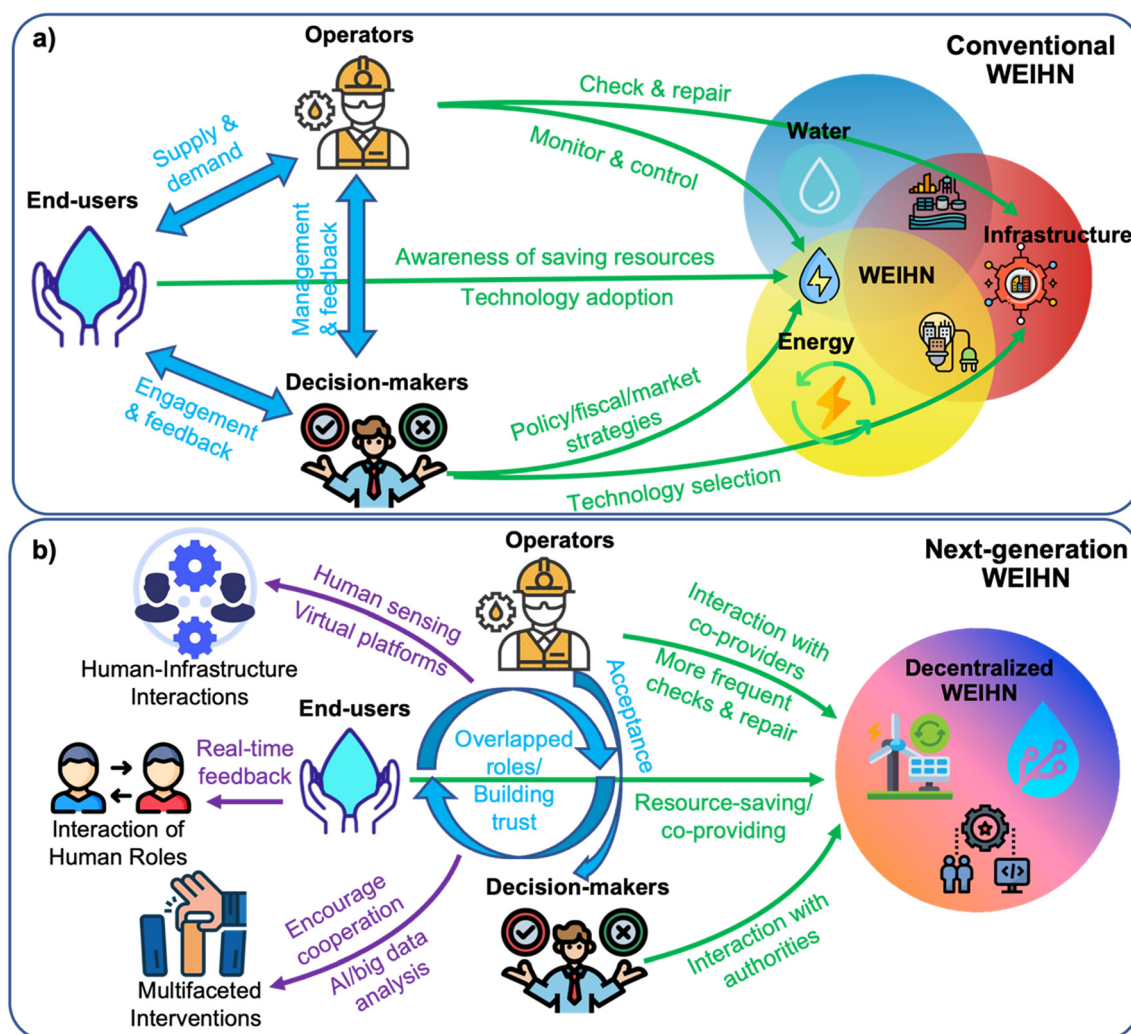 a)
Operators
Conventional
WEIHN
Supply &
demand
Check & repair
Monitor & control
Water
End-users
Management
& feedback
Awareness of saving resources
Technology adoption
Infrastructure
WEIHN
Energy
Engagement
& feedback
Decision-makers
Policy/fiscal/market
strategies
Technology selection
b)
Operators
Next-generation
WEIHN
Human sensing
Virtual platforms
Human-Infrastructure
Interactions
Interaction with
co-providers
More frequent
checks & repair
Acceptance
Decentralized
WEIHN
End-users
Real-time
feedback
Overlapped
roles/
Building
trust
Resource-saving/
co-providing
Interaction of
Human Roles
Encourage
cooperation
AI/big data
analysis
Decision-makers
Interaction with
authorities
Multifaceted
Interventions